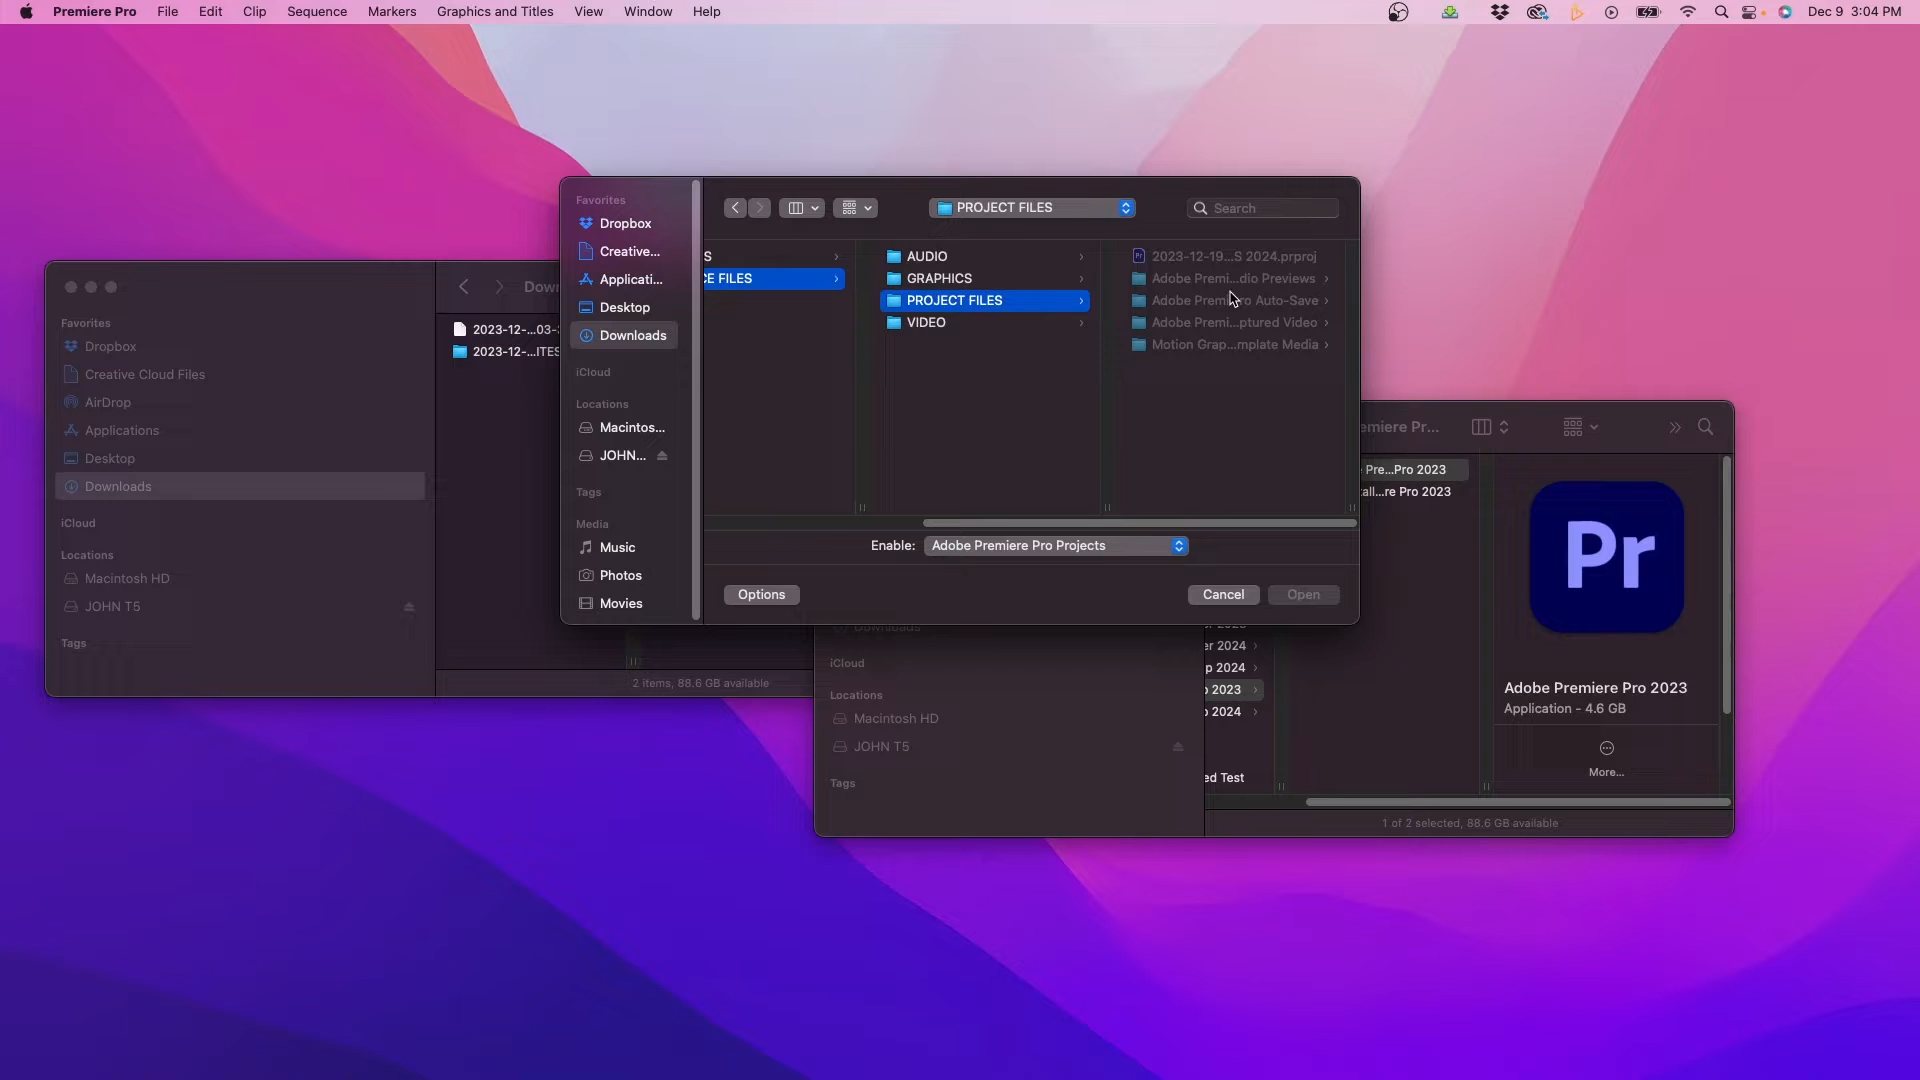 Premiere Pro File Edit Clip Sequence Markers Graphics and Titles View Window Help Dec 9 3:04 PM
Favorites
Dropbox
Creative...
Applicati...
Desktop
Downloads
iCloud
Locations
Macintos...
JOHN...
Tags
Media
Music
Photos
Movies
PROJECT FILES
Search
S
CE FILES
AUDIO
GRAPHICS
PROJECT FILES
VIDEO
2023-12-19...S 2024.prproj
Adobe Premi...dio Previews
Adobe Premi...ro Auto-Save
Adobe Premi...ptured Video
Motion Grap...mplate Media
Enable: Adobe Premiere Pro Projects
Options
Cancel
Open
Favorites
Dropbox
Creative Cloud Files
AirDrop
Applications
Desktop
Downloads
iCloud
Locations
Macintosh HD
JOHN T5
Tags
Dow
2023-12-...03-
2023-12-...ITES
2 items, 88.6 GB available
Downloads
iCloud
Locations
Macintosh HD
JOHN T5
Tags
emiere Pr...
Pre...Pro 2023
tall...re Pro 2023
er 2024
p 2024
o 2023
o 2024
ed Test
Pr
Adobe Premiere Pro 2023
Application - 4.6 GB
More...
1 of 2 selected, 88.6 GB available